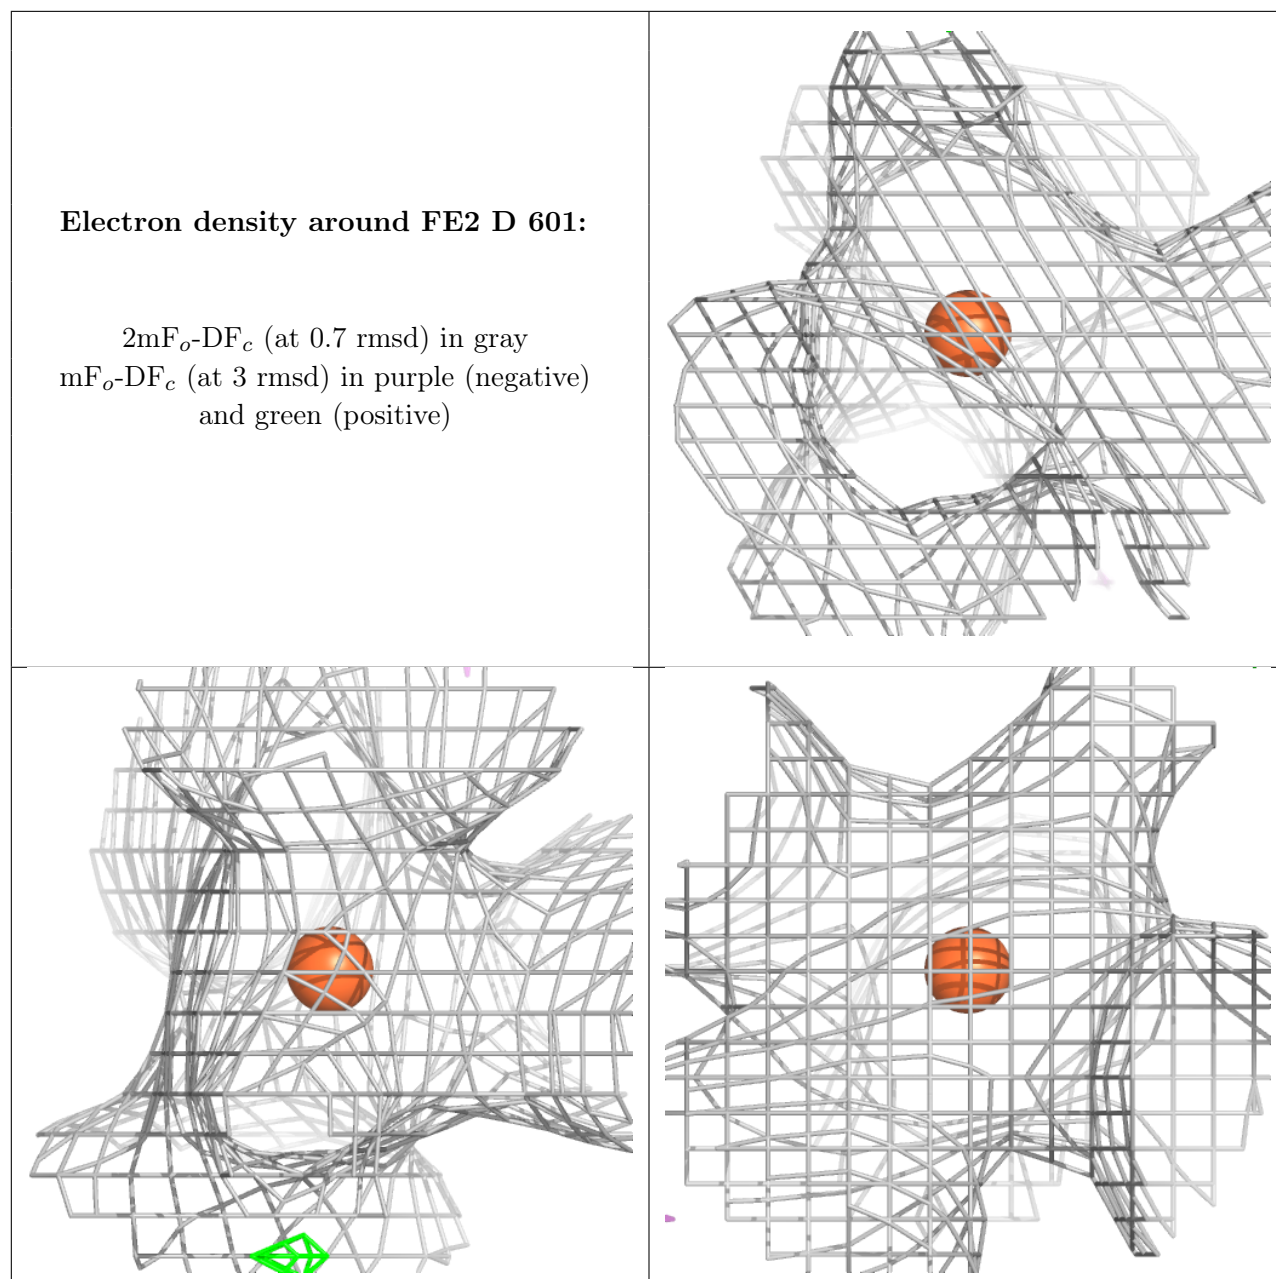 Electron density around FE2 D 601:
2mFo-DFc (at 0.7 rmsd) in gray
mFo-DFc (at 3 rmsd) in purple (negative)
and green (positive)